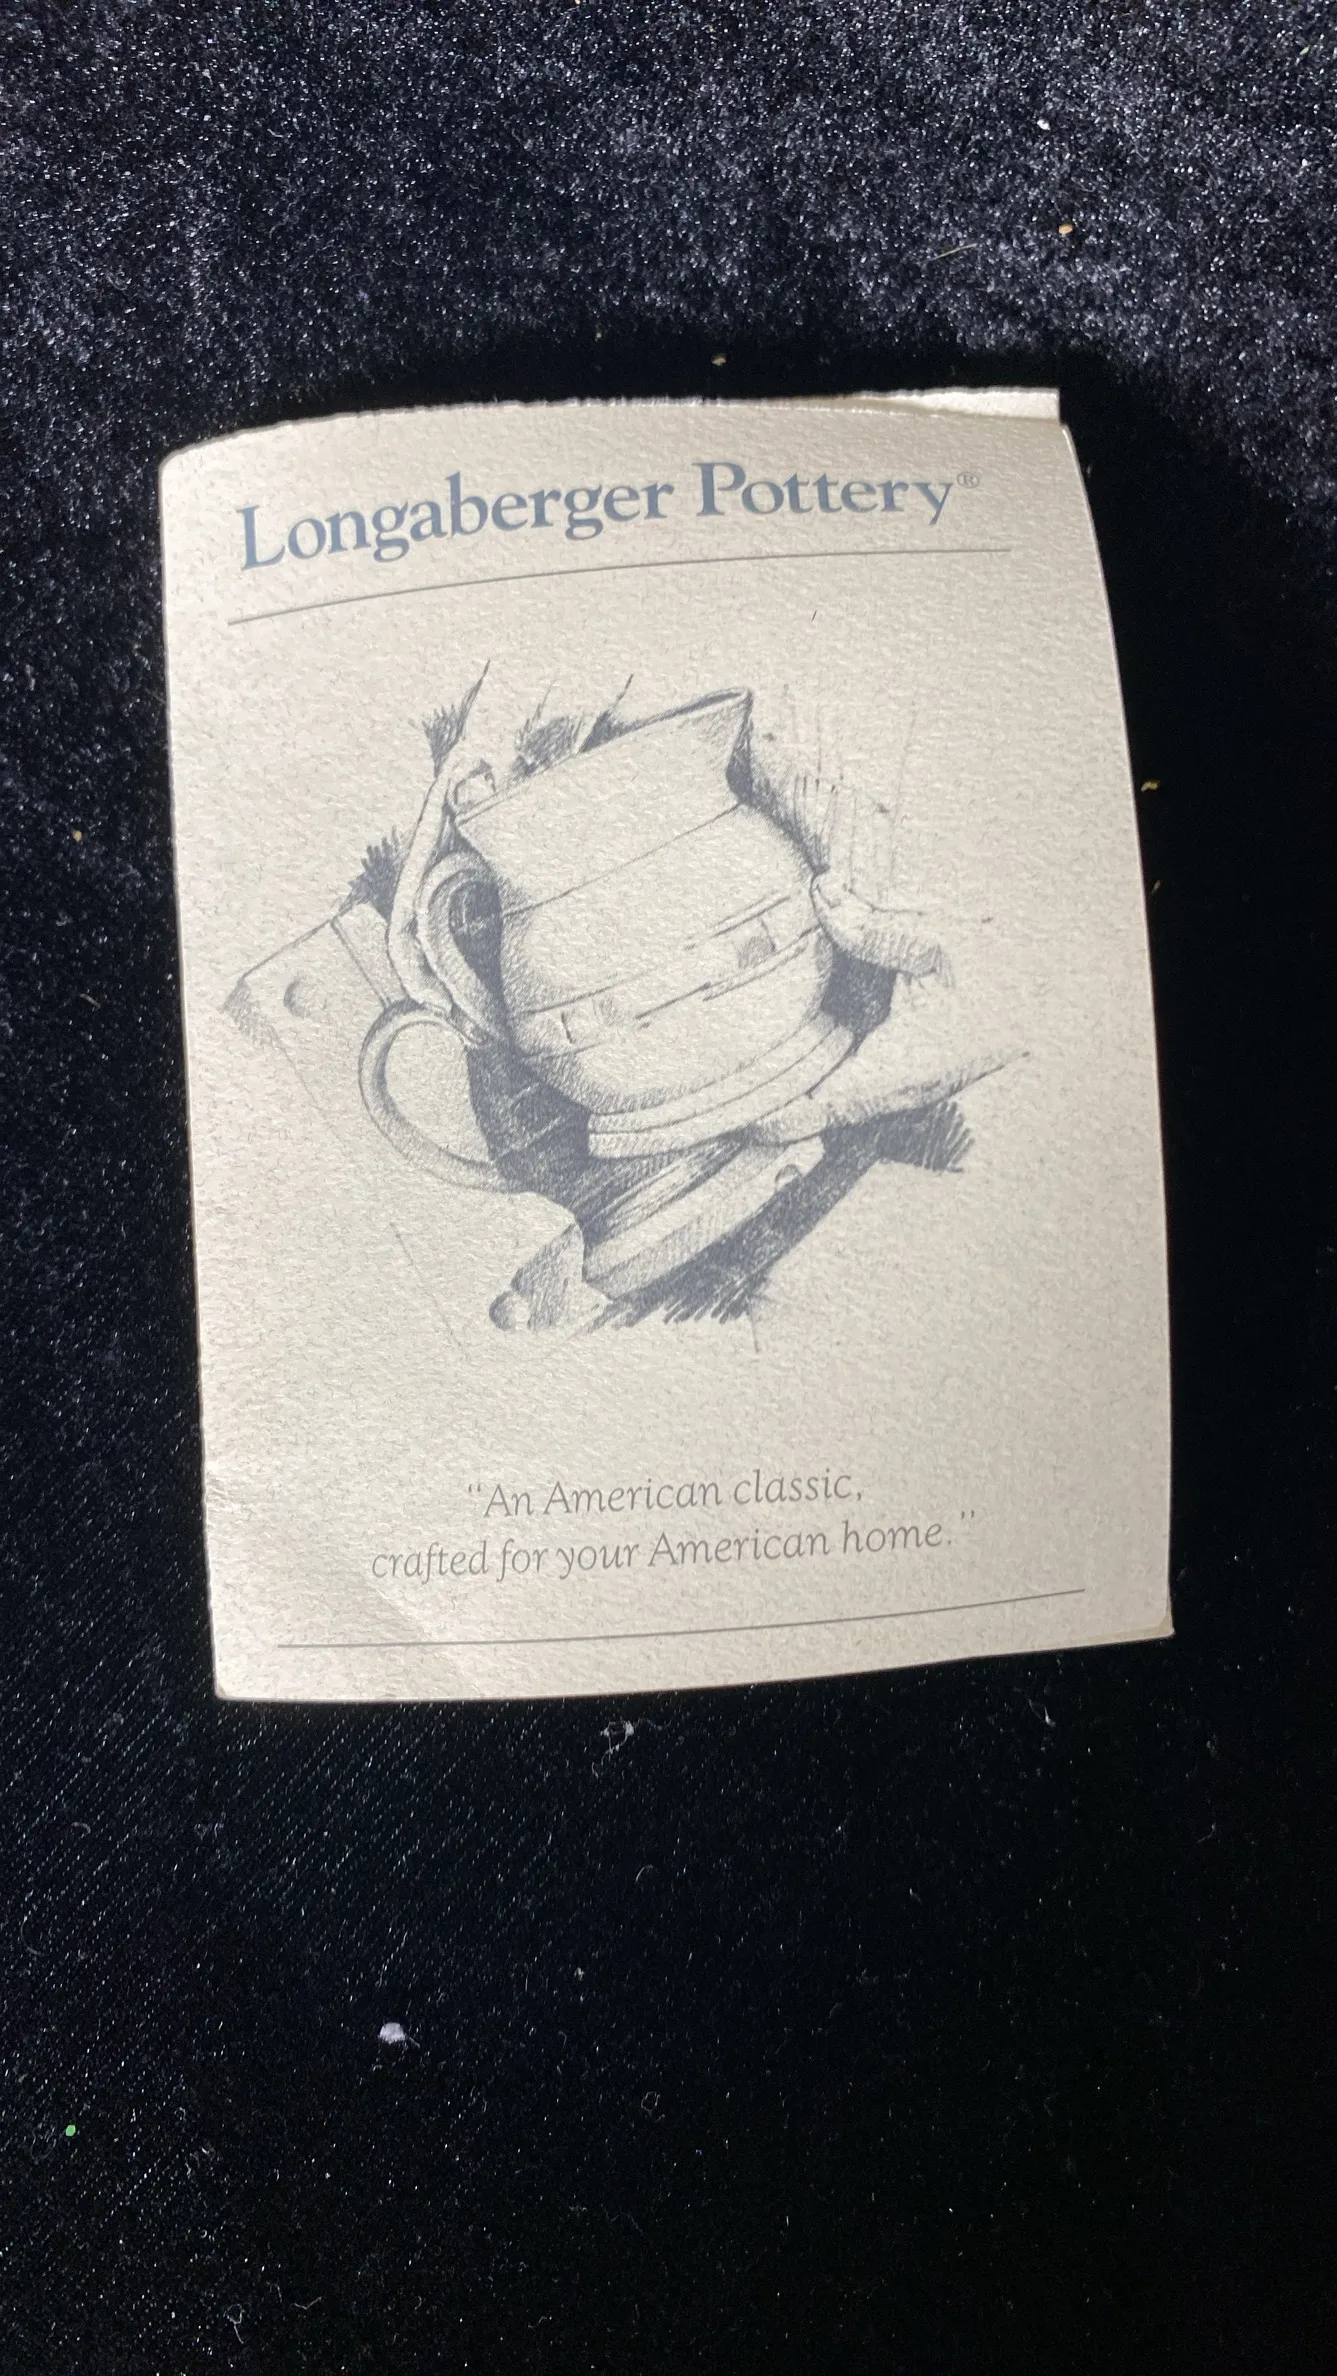 Longaberger Pottery®
“An American classic,
crafted for your American home.”